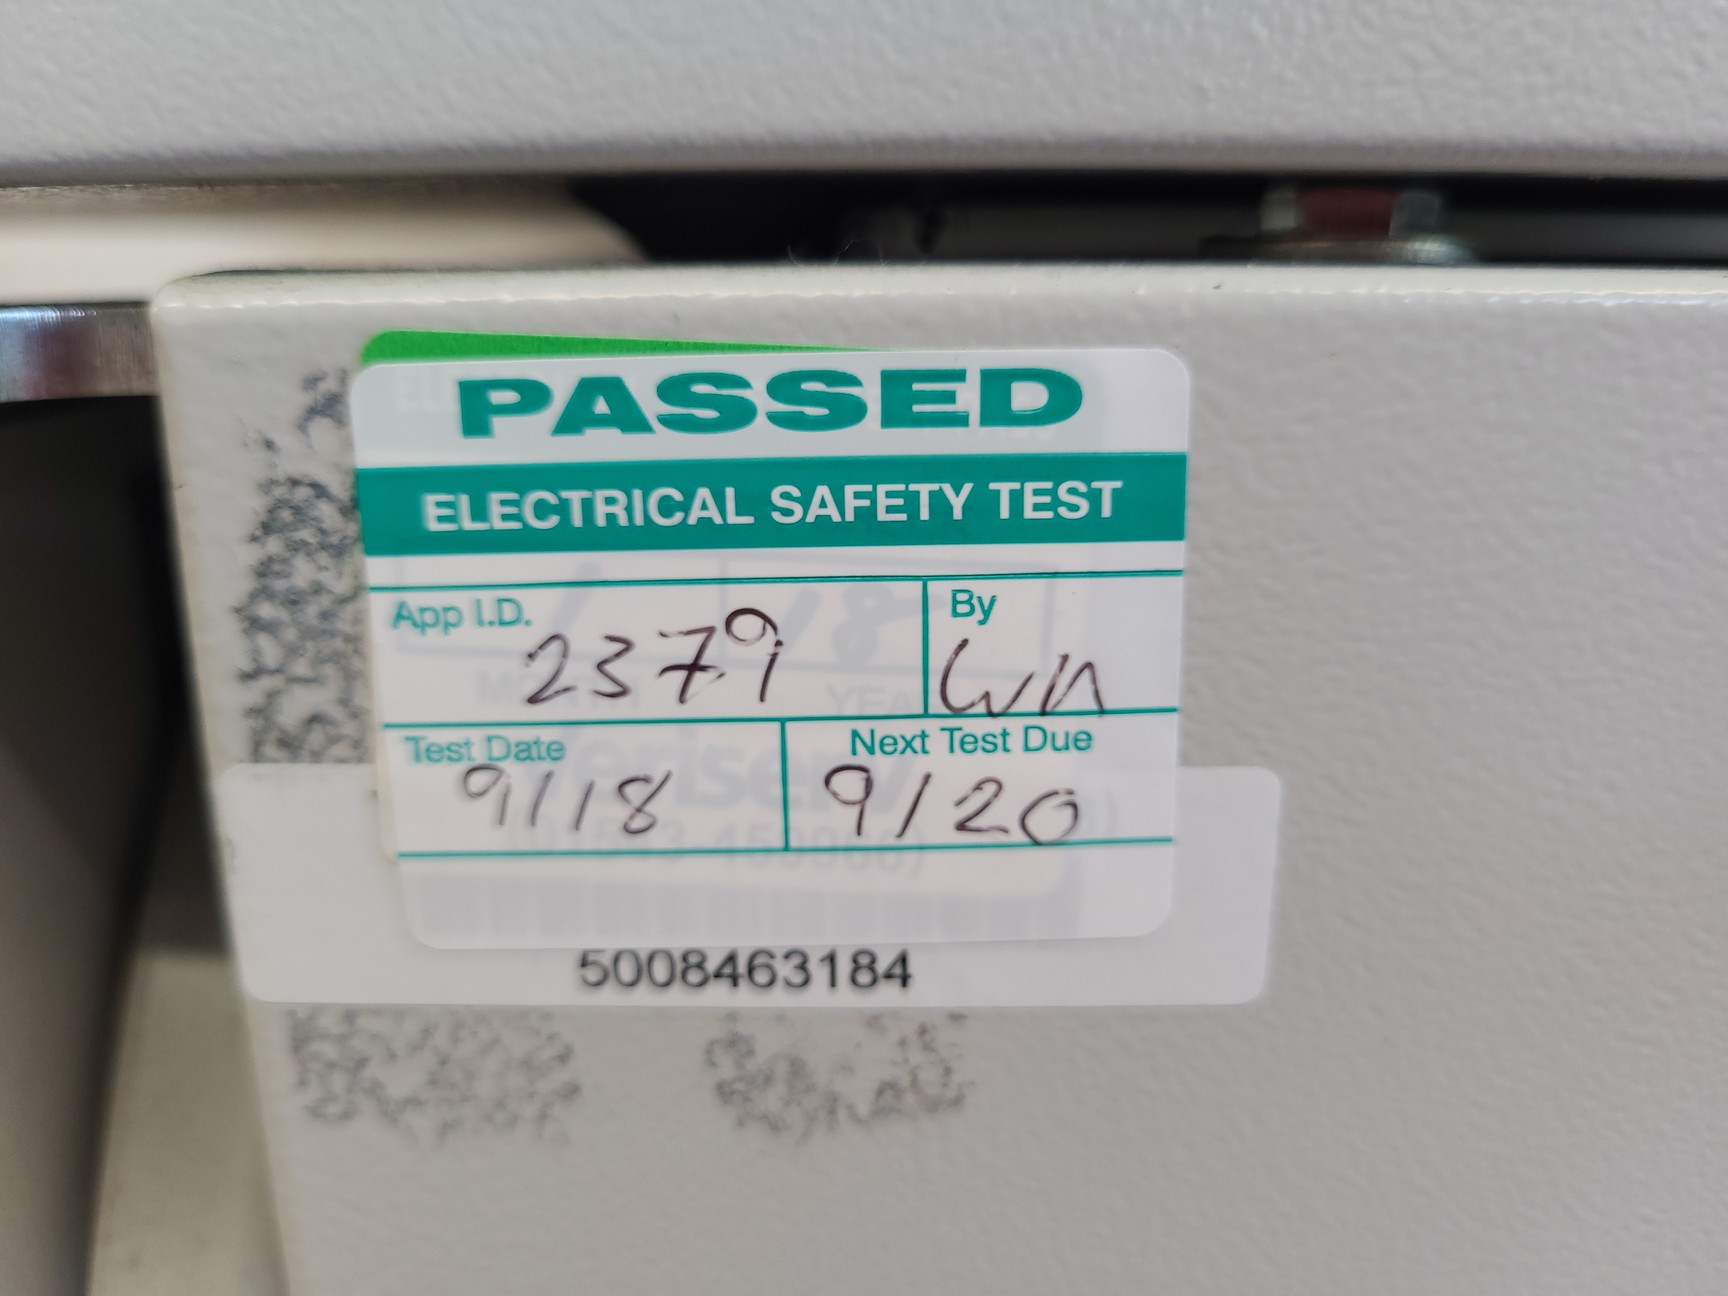 PASSED
ELECTRICAL SAFETY TEST
App I.D. By
2379 WA
Test Date Next Test Due
9/18 9/20
5008463184